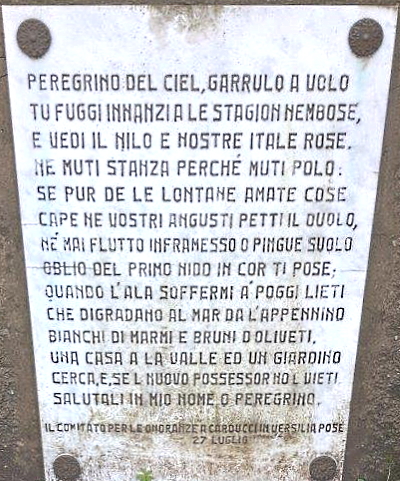 PEREGRINO DEL CIEL, GARRULO A VOLO
TU FUGGI INNANZI A LE STAGION NEMBOSE,
E VEDI IL NILO E NOSTRE ITALE ROSE.
NE MUTI STANZA PERCHÉ MUTI POLO.
SE PUR DE LE LONTANE AMATE COSE
CAPE NE VOSTRI ANGUSTI PETTI IL DUOLO,
NÉ MAI FLUTTO INFRAMESSO O PINGUE SUOLO
OBLIO DEL PRIMO NIDO IN COR TI POSE;
QUANDO L'ALA SOFFERMI A' POGGI LIETI
CHE DIGRADANO AL MAR DA L'APPENNINO
BIANCHI DI MARMI E BRUNI D'OLIVETI,
UNA CASA A LA VALLE ED UN GIARDINO
CERCA, E, SE L NUOVO POSSESSOR NOL VIETI
SALUTALI IN MIO NOME, O PEREGRINO.
IL COMITATO PER LE ONORANZE A CARDUCCI IN VERSILIA POSE
27 LUGLIO